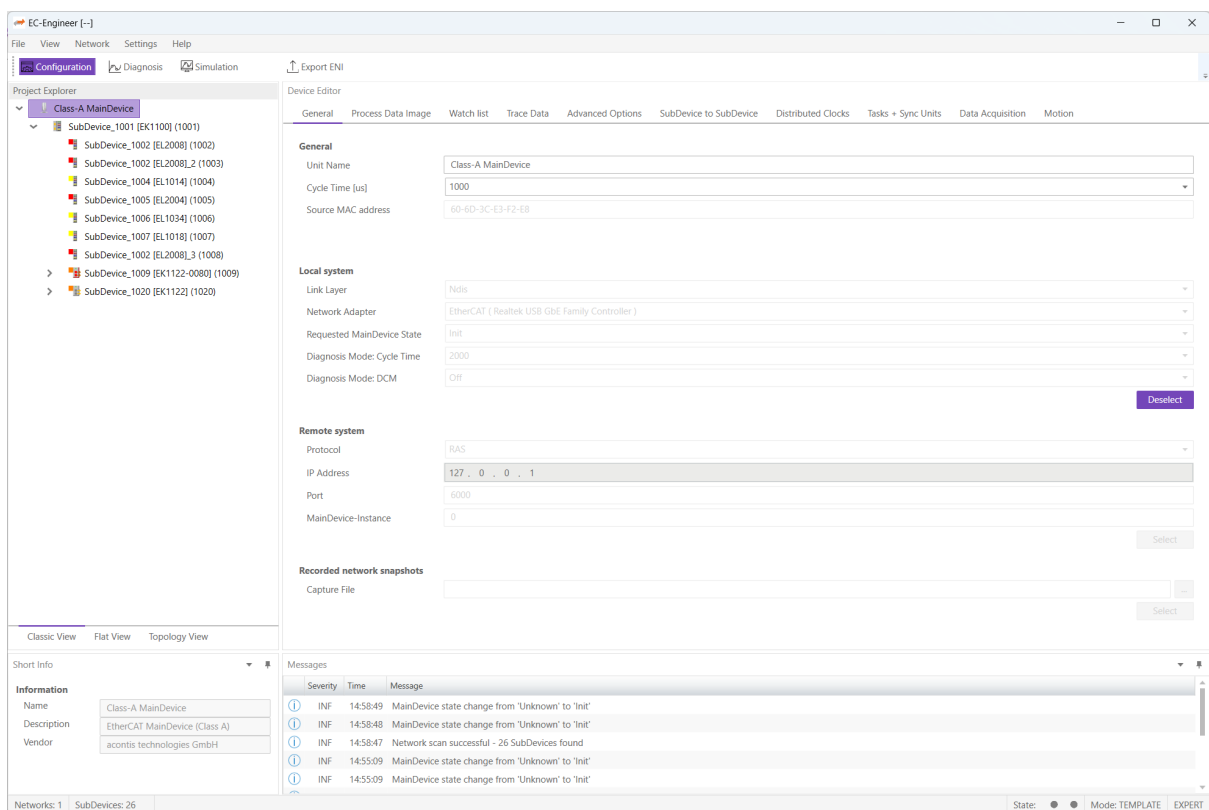 EC-Engineer [--]
File View Network Settings Help
Configuration Diagnosis Simulation Export ENI
Project Explorer
Class-A MainDevice
SubDevice_1001 [EK1100] (1001)
SubDevice_1002 [EL2008] (1002)
SubDevice_1002 [EL2008]_2 (1003)
SubDevice_1004 [EL1014] (1004)
SubDevice_1005 [EL2004] (1005)
SubDevice_1006 [EL1034] (1006)
SubDevice_1007 [EL1018] (1007)
SubDevice_1002 [EL2008]_3 (1008)
SubDevice_1009 [EK1122-0080] (1009)
SubDevice_1020 [EK1122] (1020)
Classic View Flat View Topology View
Device Editor
General Process Data Image Watch list Trace Data Advanced Options SubDevice to SubDevice Distributed Clocks Tasks + Sync Units Data Acquisition Motion
General
Unit Name Class-A MainDevice
Cycle Time [us] 1000
Source MAC address 60-6D-3C-E3-F2-E8
Local system
Link Layer Ndis
Network Adapter EtherCAT ( Realtek USB GbE Family Controller )
Requested MainDevice State Init
Diagnosis Mode: Cycle Time 2000
Diagnosis Mode: DCM Off
Deselect
Remote system
Protocol RAS
IP Address 127 . 0 . 0 . 1
Port 6000
MainDevice-Instance 0
Select
Recorded network snapshots
Capture File ...
Select
Short Info
Information
Name Class-A MainDevice
Description EtherCAT MainDevice (Class A)
Vendor acontis technologies GmbH
Messages
Severity Time Message
INF 14:58:49 MainDevice state change from 'Unknown' to 'Init'
INF 14:58:48 MainDevice state change from 'Unknown' to 'Init'
INF 14:58:47 Network scan successful - 26 SubDevices found
INF 14:55:09 MainDevice state change from 'Unknown' to 'Init'
INF 14:55:09 MainDevice state change from 'Unknown' to 'Init'
Networks: 1 SubDevices: 26 State: Mode: TEMPLATE EXPERT